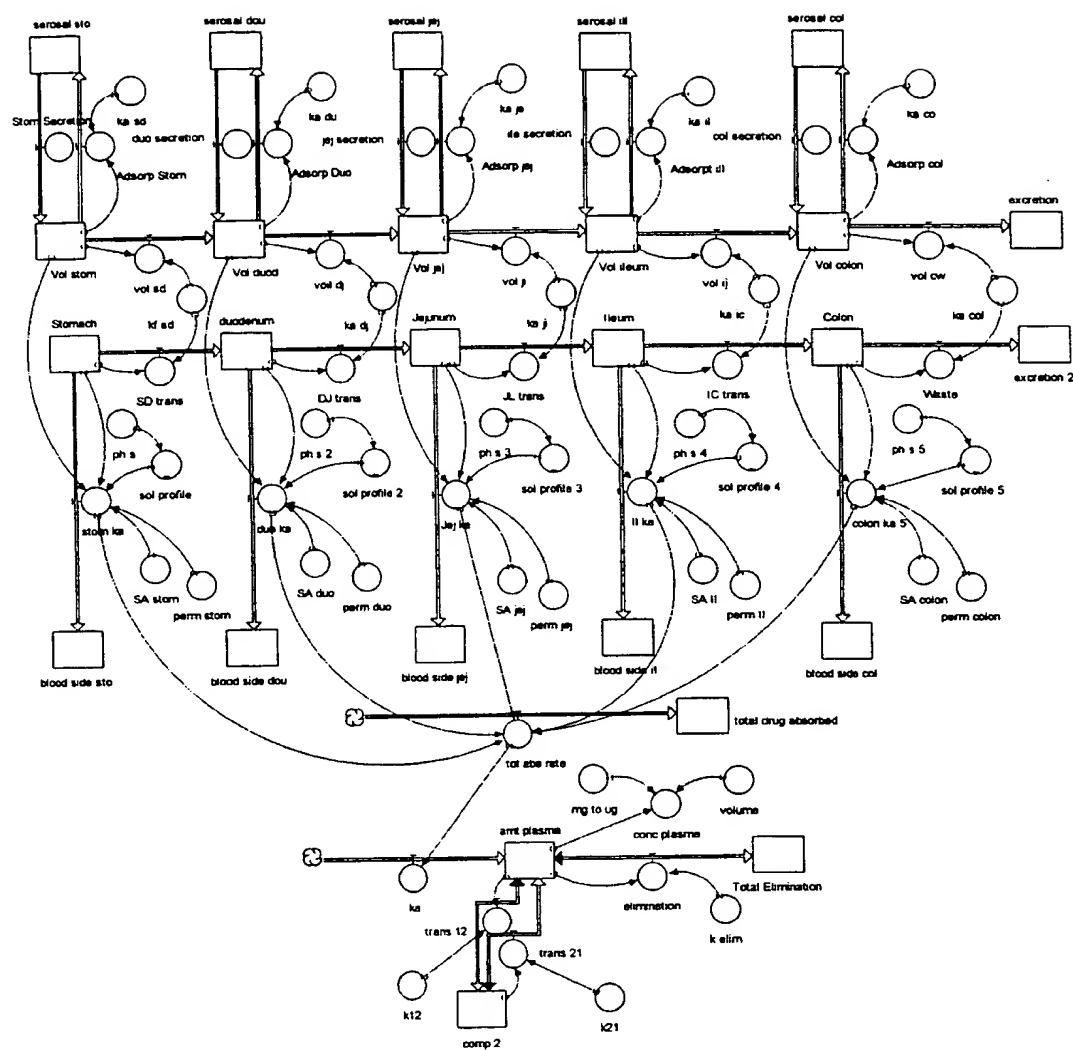 serosal sto
serosal dou
serosal jej
serosal ill
serosal col
ka sd
ka du
ka je
ka il
ka co
Stom Secretion
duo secretion
jej secretion
ile secretion
col secretion
Adsorp Stom
Adsorp Duo
Adsorp jej
Adsorpt ill
Adsorp col
excretion
Vol stom
Vol duod
Vol jej
Vol ileum
Vol colon
vol sd
voil dj
vol ji
vol ij
vol cw
kf sd
ka dj
ka ji
ka ic
ka col
Stomach
duodenum
Jejunum
Ileum
Colon
excretion 2
SD trans
DJ trans
JL trans
IC trans
Waste
ph s
ph s 2
ph s 3
ph s 4
ph s 5
sol profile
sol profile 2
sol profile 3
sol profile 4
sol profile 5
stom ka
duo ka
Jej ka
Il ka
colon ka 5
SA stom
SA duo
SA jej
SA Il
SA colon
perm stom
perm duo
perm jej
perm Il
perm colon
blood side sto
blood side dou
blood side jej
blood side il
blood side col
total drug absorbed
tot abs rate
mg to ug
volume
conc plasma
amt plasma
Total Elimination
ka
elimination
k elim
trans 12
trans 21
k12
k21
comp 2